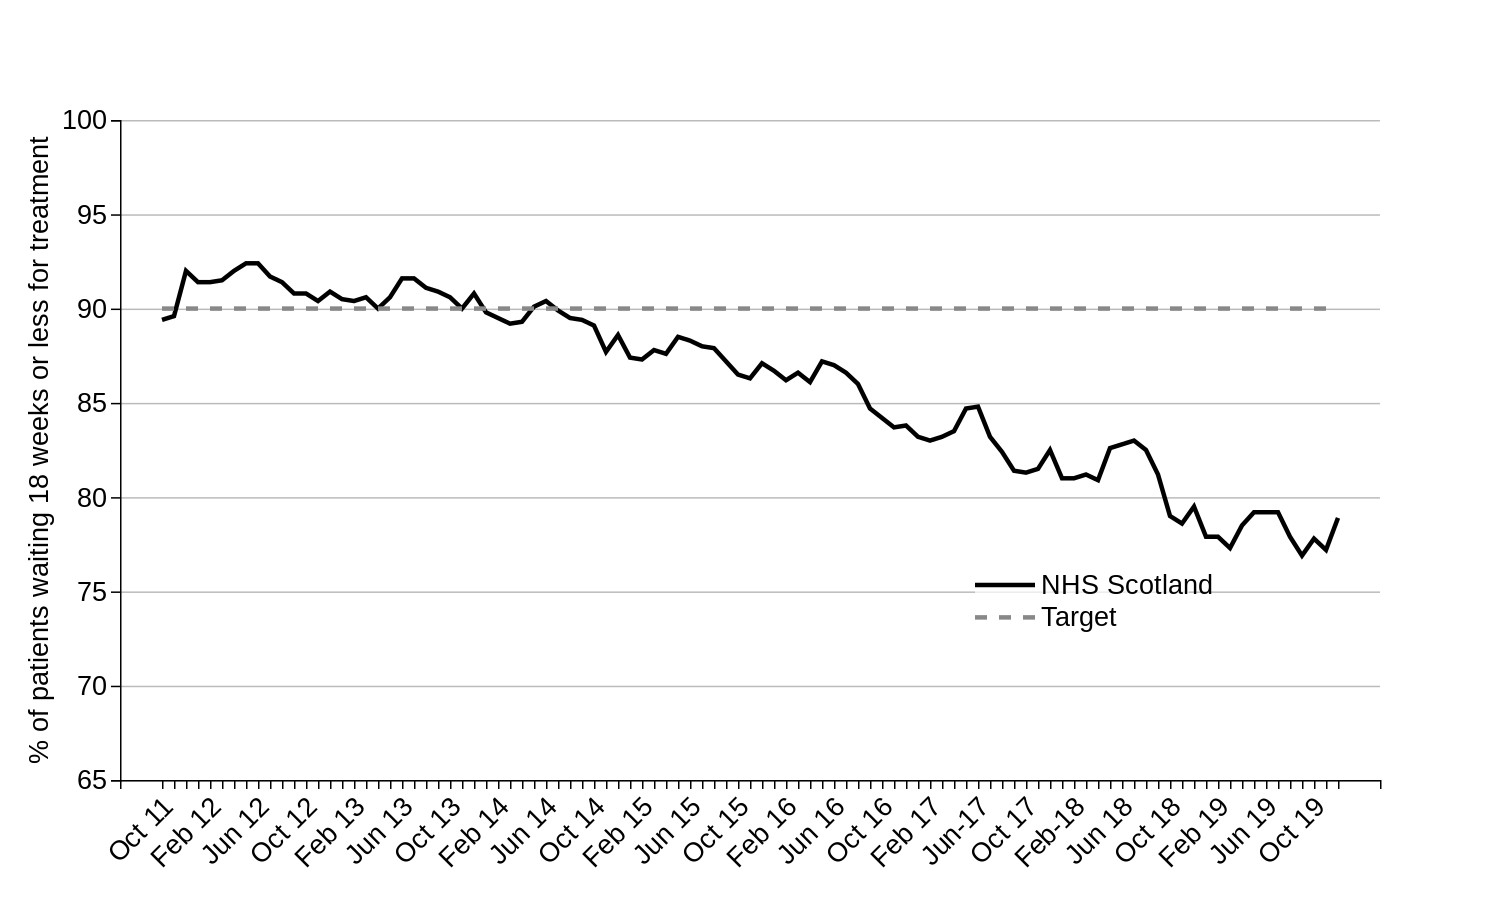 % of patients waiting 18 weeks or less for treatment
100
95
90
85
80
75
70
65
NHS Scotland
Target
Oct 11
Feb 12
Jun 12
Oct 12
Feb 13
Jun 13
Oct 13
Feb 14
Jun 14
Oct 14
Feb 15
Jun 15
Oct 15
Feb 16
Jun 16
Oct 16
Feb 17
Jun-17
Oct 17
Feb-18
Jun 18
Oct 18
Feb 19
Jun 19
Oct 19